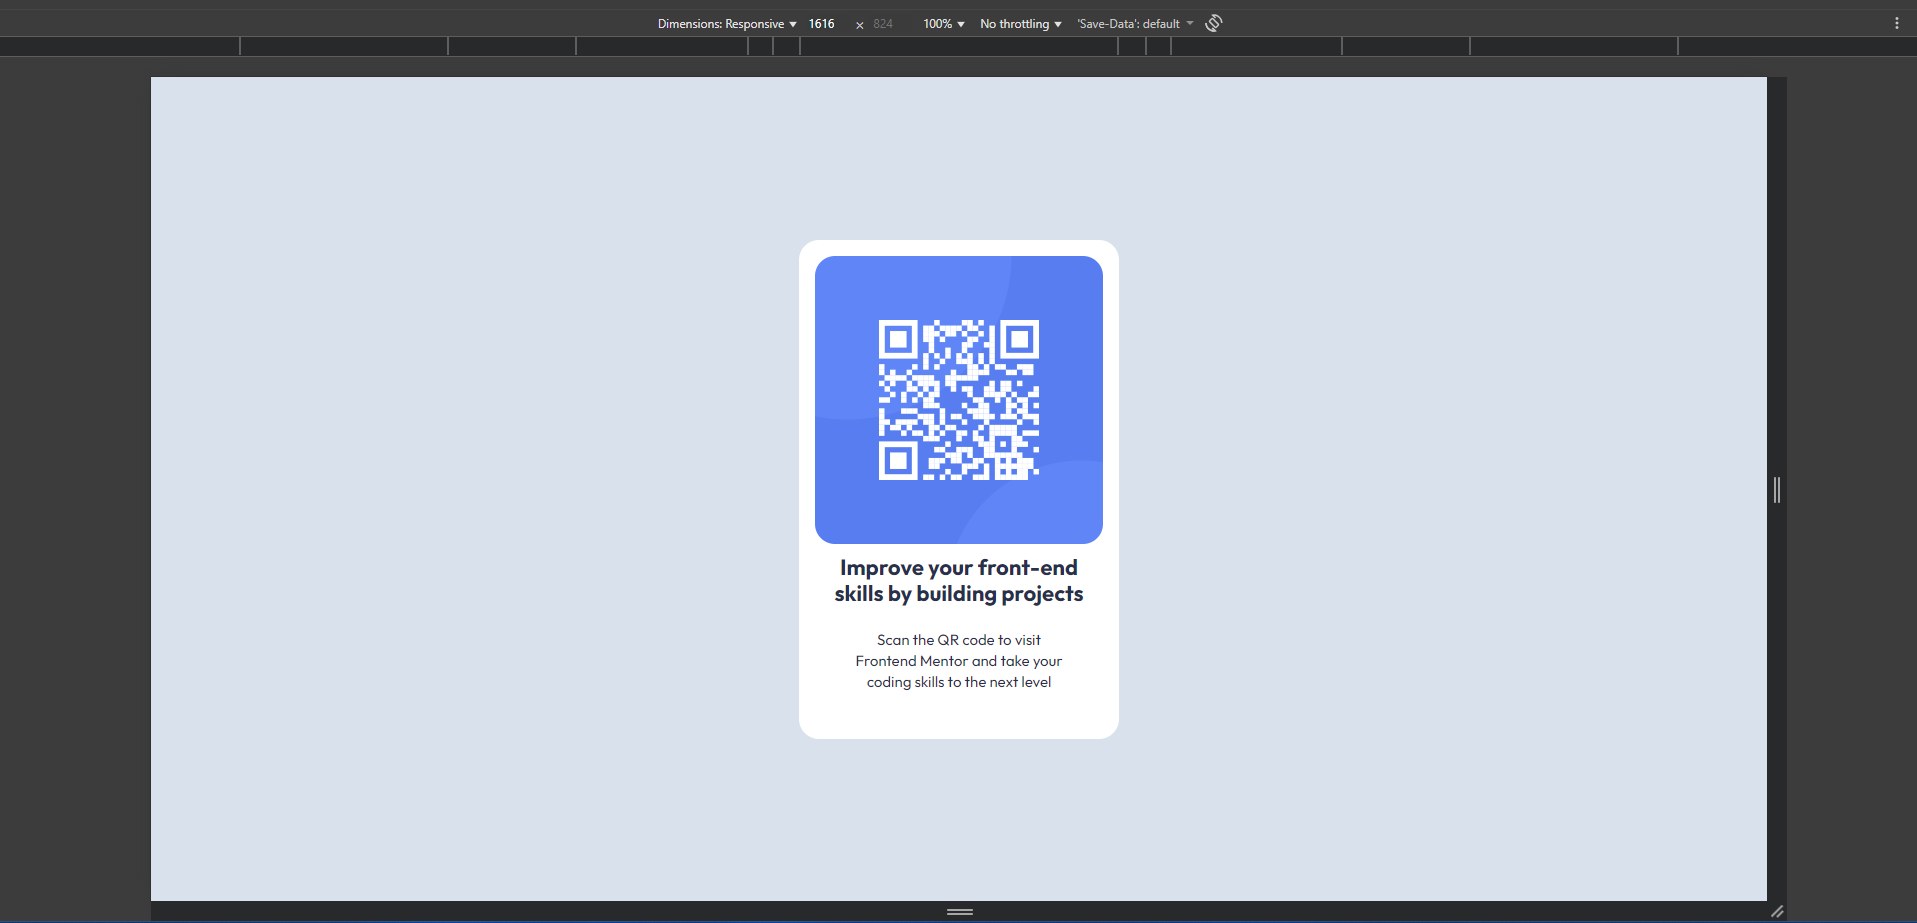 Dimensions: Responsive ▼ 1616 × 824 100% ▼ No throttling ▼ 'Save-Data': default ▼
Improve your front-end
skills by building projects
Scan the QR code to visit
Frontend Mentor and take your
coding skills to the next level